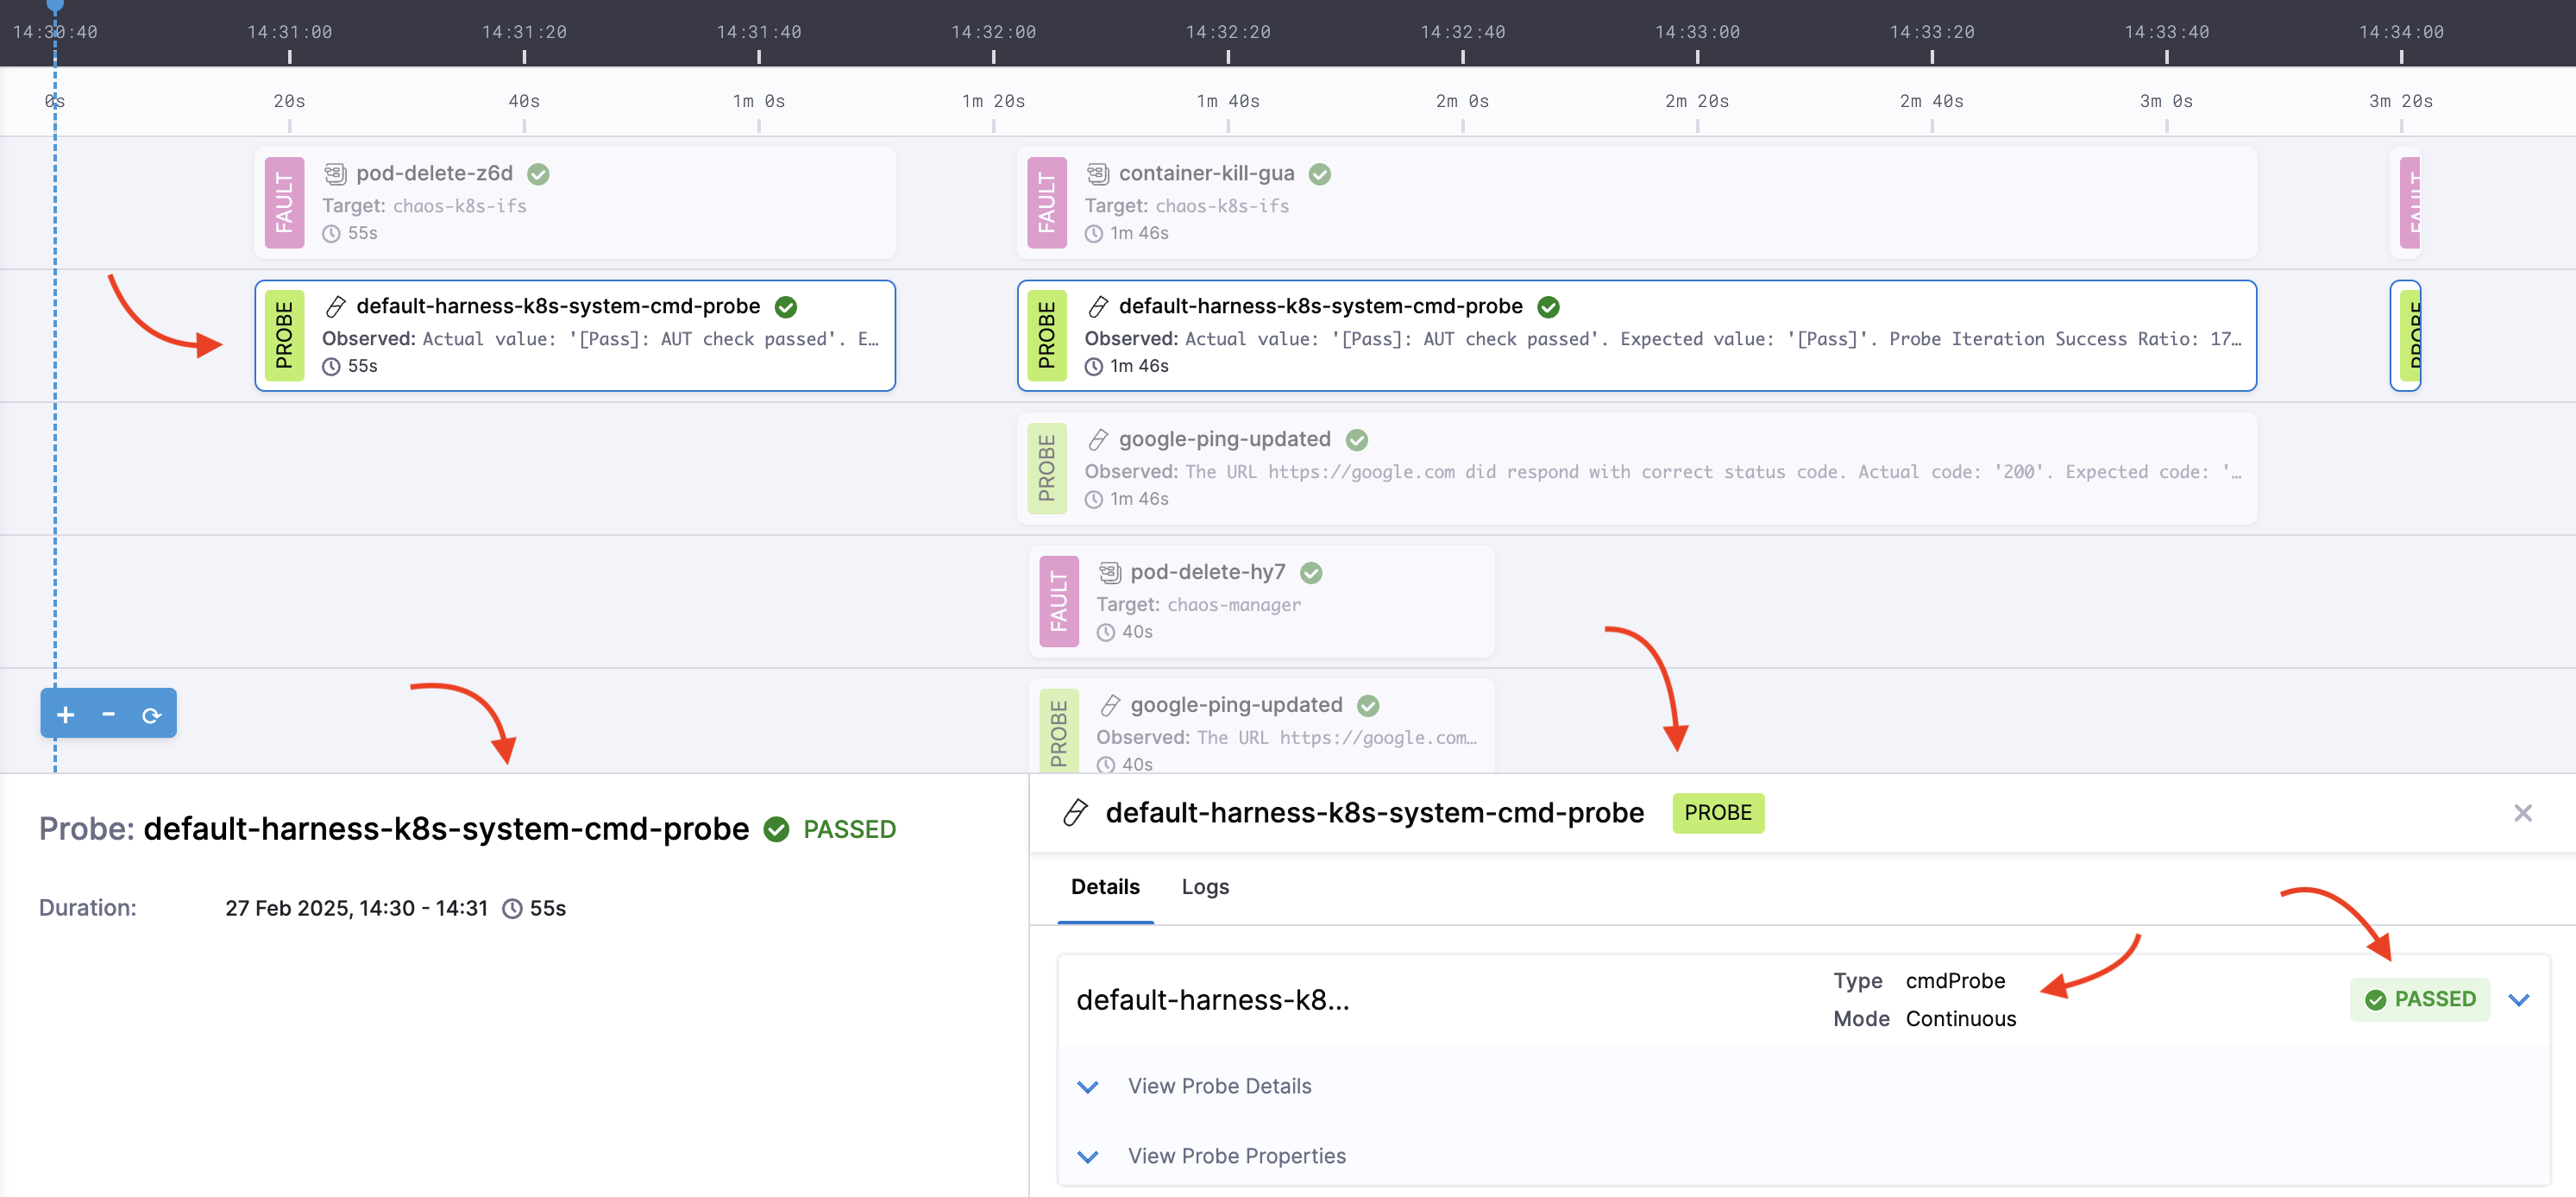 14:30:40 14:31:00 14:31:20 14:31:40 14:32:00 14:32:20 14:32:40 14:33:00 14:33:20 14:33:40 14:34:00
0s 20s 40s 1m 0s 1m 20s 1m 40s 2m 0s 2m 20s 2m 40s 3m 0s 3m 20s
FAULT
pod-delete-z6d
Target: chaos-k8s-ifs
55s
FAULT
container-kill-gua
Target: chaos-k8s-ifs
1m 46s
FAULT
PROBE
default-harness-k8s-system-cmd-probe
Observed: Actual value: '[Pass]: AUT check passed'. E...
55s
PROBE
default-harness-k8s-system-cmd-probe
Observed: Actual value: '[Pass]: AUT check passed'. Expected value: '[Pass]'. Probe Iteration Success Ratio: 17...
1m 46s
PROBE
PROBE
google-ping-updated
Observed: The URL https://google.com did respond with correct status code. Actual code: '200'. Expected code: '...
1m 46s
FAULT
pod-delete-hy7
Target: chaos-manager
40s
PROBE
google-ping-updated
Observed: The URL https://google.com...
40s
+ -
Probe: default-harness-k8s-system-cmd-probe PASSED
Duration: 27 Feb 2025, 14:30 - 14:31 55s
default-harness-k8s-system-cmd-probe PROBE
Details Logs
default-harness-k8...
Type cmdProbe
Mode Continuous
PASSED
View Probe Details
View Probe Properties